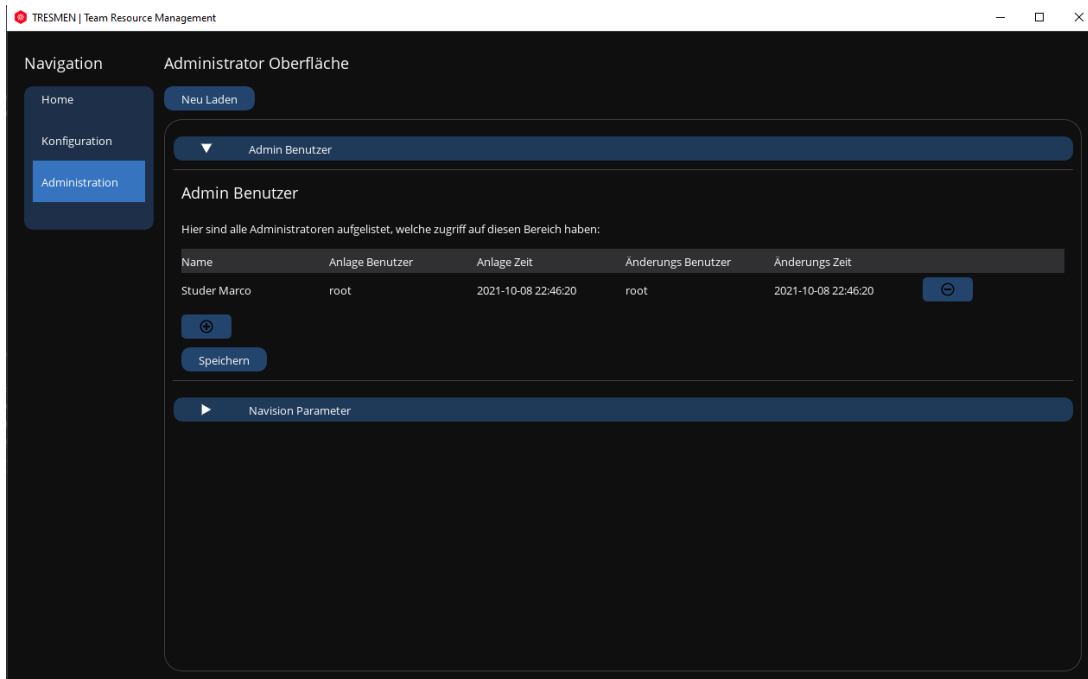 TRESMEN | Team Resource Management
Navigation
Home
Konfiguration
Administration
Administrator Oberfläche
Neu Laden
Admin Benutzer
Admin Benutzer
Hier sind alle Administratoren aufgelistet, welche zugriff auf diesen Bereich haben:
Name Anlage Benutzer Anlage Zeit Änderungs Benutzer Änderungs Zeit
Studer Marco root 2021-10-08 22:46:20 root 2021-10-08 22:46:20
Speichern
Navision Parameter